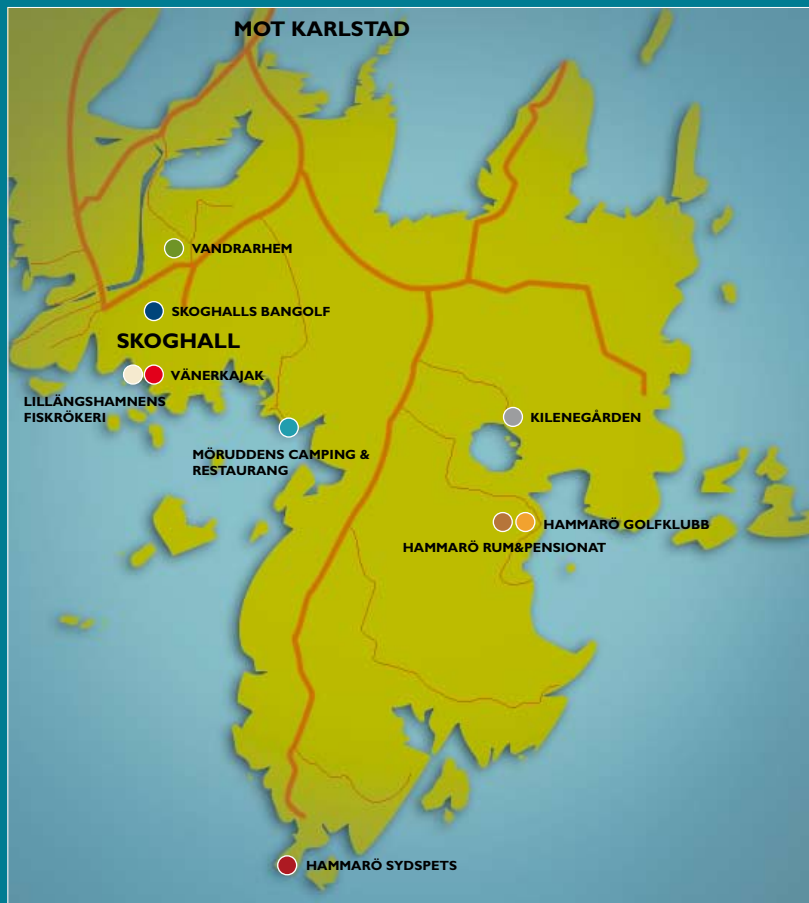 MOT KARLSTAD
VANDRARHEM
SKOGHALLS BANGOLF
SKOGHALL
VÄNERKAJAK
LILLÄNGSHAMNENS
FISKRÖKERI
KILENEGÅRDEN
MÖRUDDENS CAMPING &
RESTAURANG
HAMMARÖ GOLFKLUBB
HAMMARÖ RUM&PENSIONAT
HAMMARÖ SYDSPETS